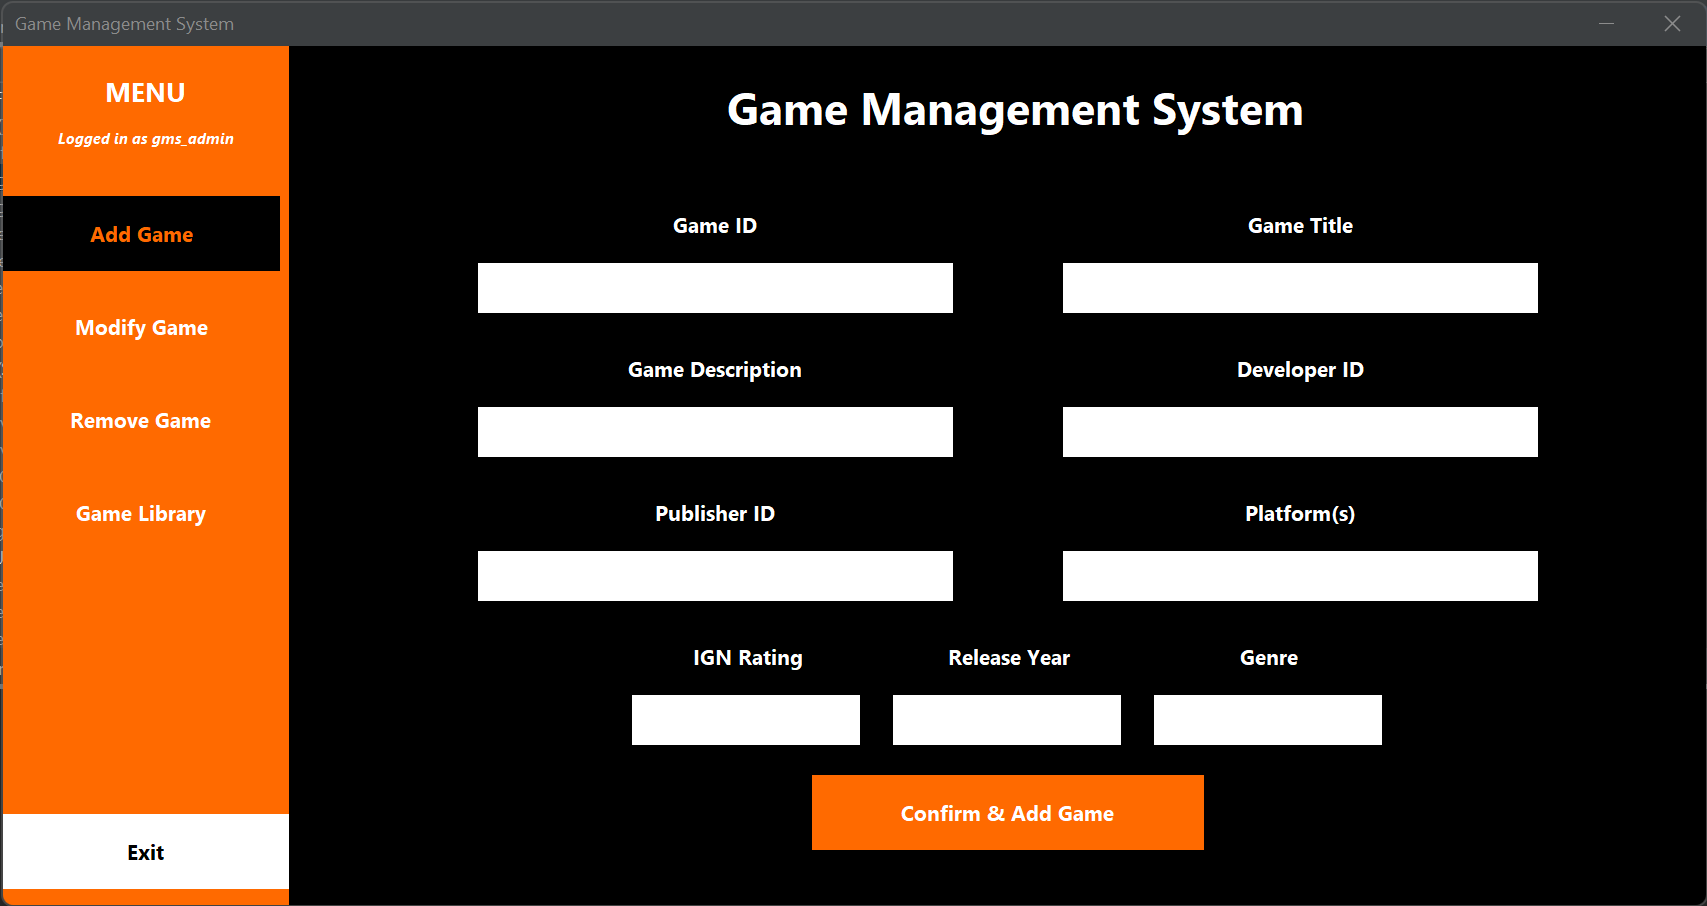 Game Management System
MENU
Logged in as gms_admin
Add Game
Modify Game
Remove Game
Game Library
Exit
Game Management System
Game ID
Game Title
Game Description
Developer ID
Publisher ID
Platform(s)
IGN Rating
Release Year
Genre
Confirm & Add Game